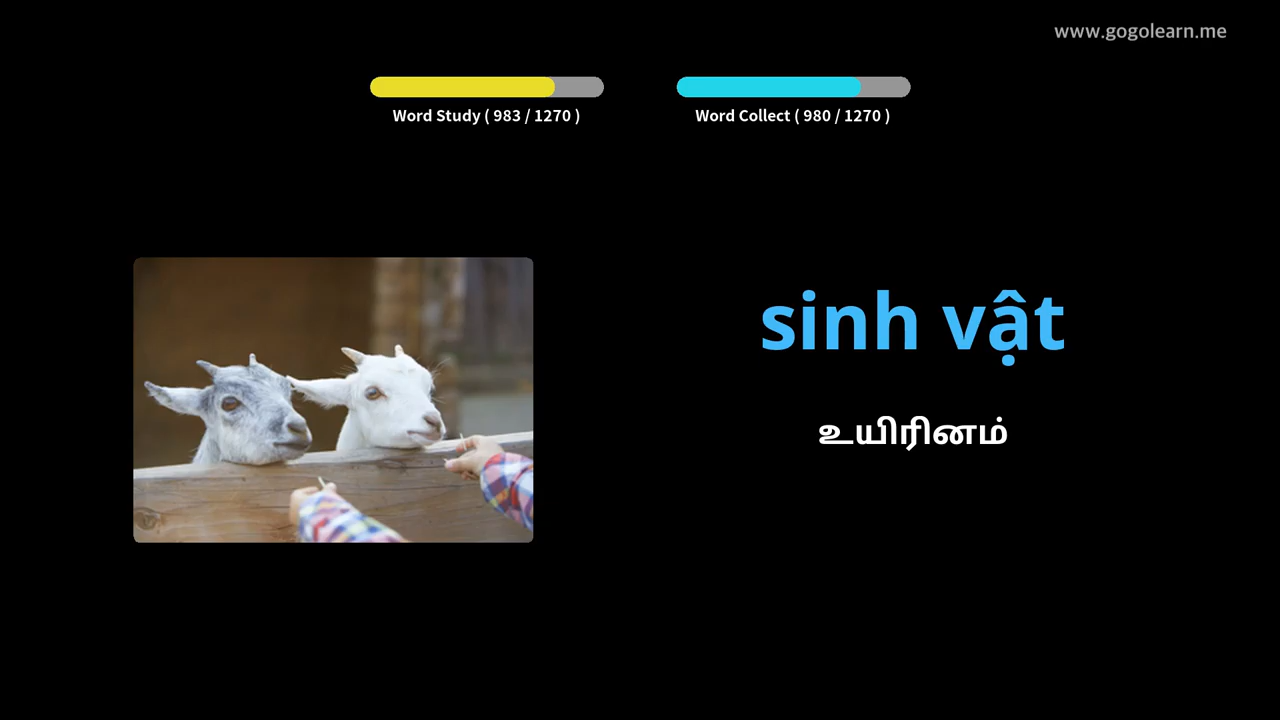 www.gogolearn.me
Word Study ( 983 / 1270 )
Word Collect ( 980 / 1270 )
sinh vật
உயிரினம்